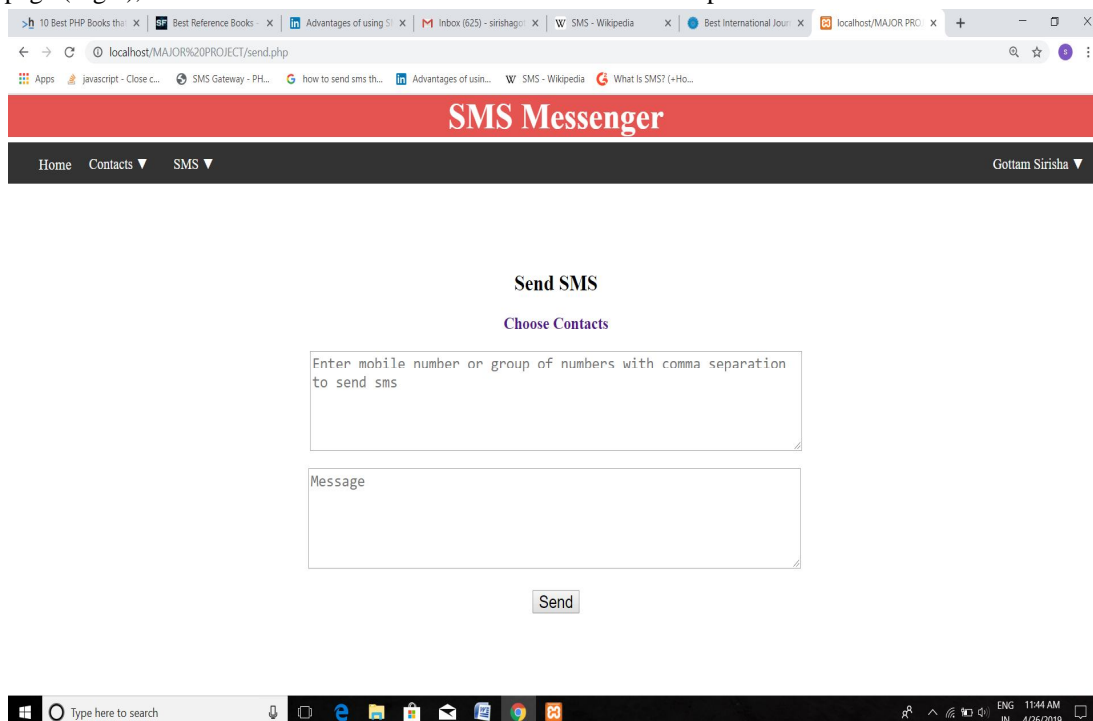 >h 10 Best PHP Books tha x SF Best Reference Books - x in Advantages of using S x M Inbox (625) - sirishago x W SMS - Wikipedia x Best International Jour x localhost/MAJOR PRO x +
localhost/MAJOR%20PROJECT/send.php
Apps javascript - Close c... SMS Gateway - PH... G how to send sms th... in Advantages of usin... W SMS - Wikipedia G What Is SMS? (+Ho...
SMS Messenger
Home Contacts ▼ SMS ▼ Gottam Sirisha ▼
Send SMS
Choose Contacts
Enter mobile number or group of numbers with comma separation
to send sms
Message
Send
Type here to search ENG 11:44 AM
IN 4/26/2019